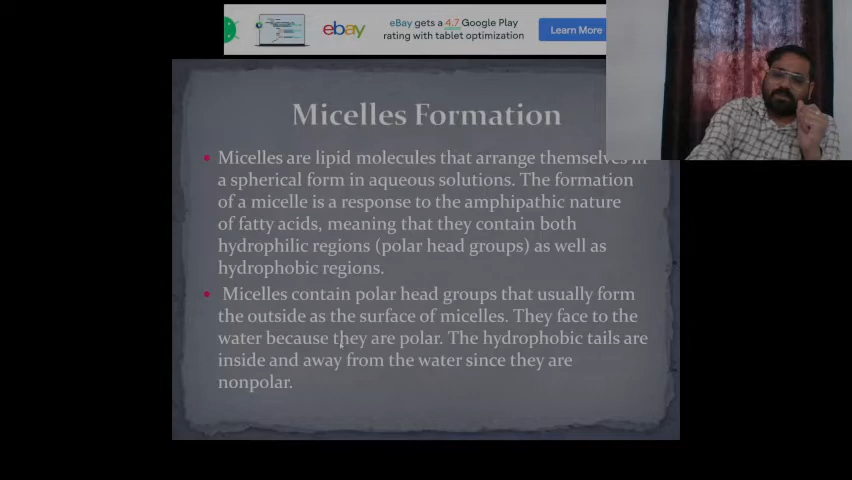 ebay
eBay gets a 4.7 Google Play
rating with tablet optimization
Learn More
Micelles Formation
Micelles are lipid molecules that arrange themselves in
a spherical form in aqueous solutions. The formation
of a micelle is a response to the amphipathic nature
of fatty acids, meaning that they contain both
hydrophilic regions (polar head groups) as well as
hydrophobic regions.
Micelles contain polar head groups that usually form
the outside as the surface of micelles. They face to the
water because they are polar. The hydrophobic tails are
inside and away from the water since they are
nonpolar.